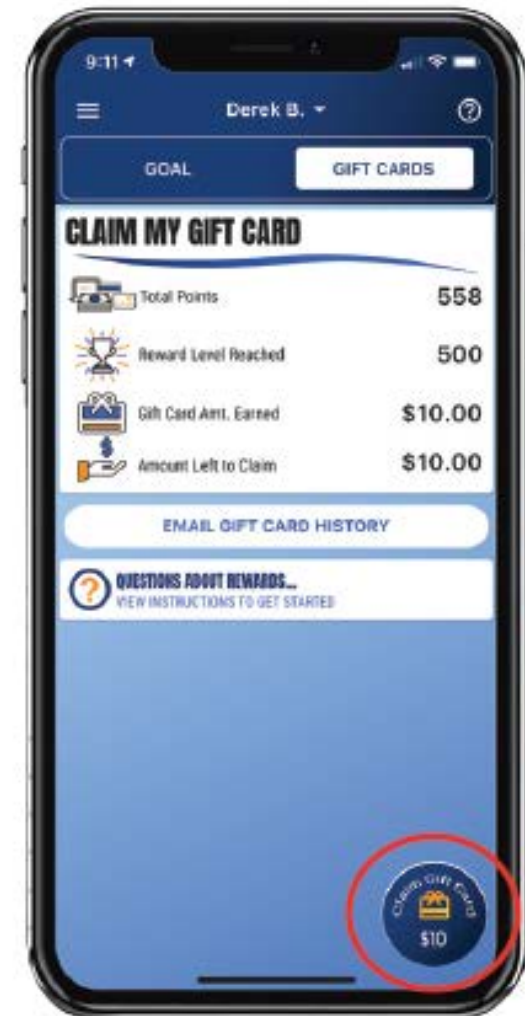 9:11
Derek B.
GOAL
GIFT CARDS
CLAIM MY GIFT CARD
Total Points 558
Reward Level Reached 500
Gift Card Amt. Earned $10.00
Amount Left to Claim $10.00
EMAIL GIFT CARD HISTORY
QUESTIONS ABOUT REWARDS...
VIEW INSTRUCTIONS TO GET STARTED
Claim Gift Card
$10